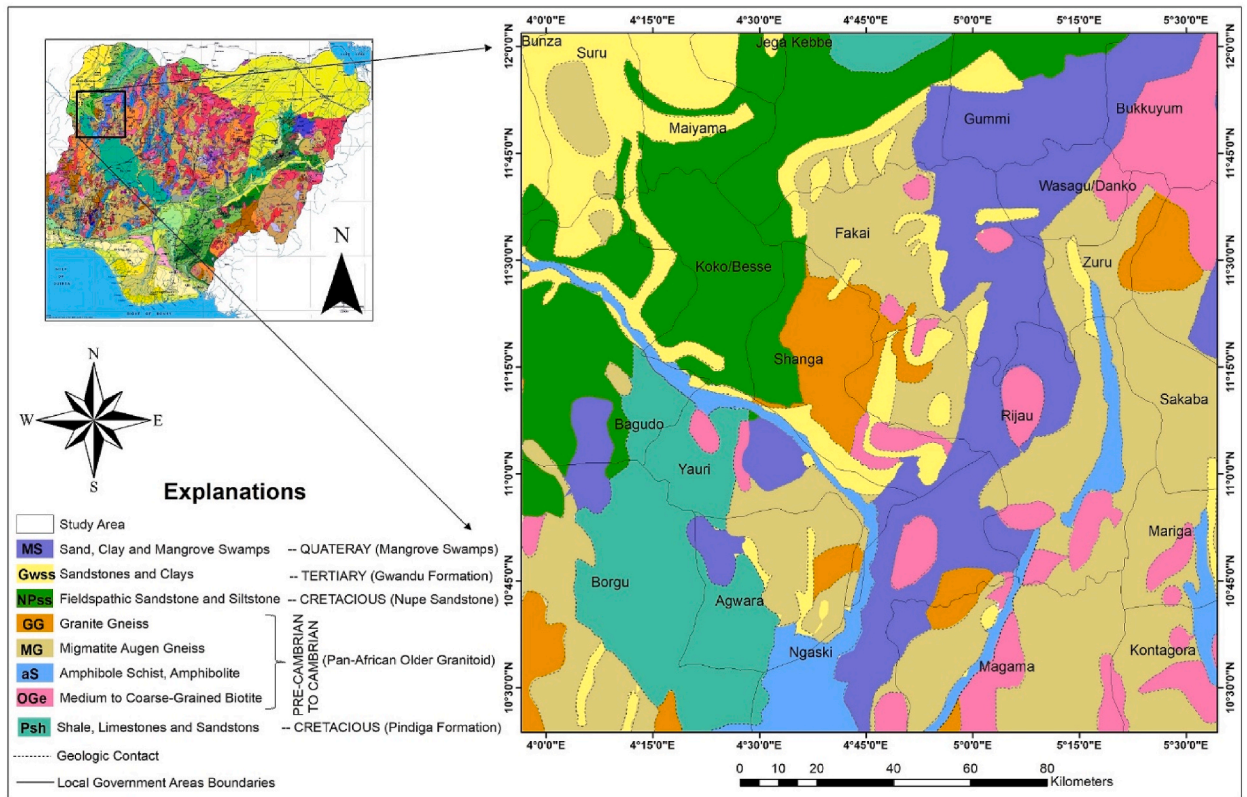 4°0'0"E 4°15'0"E 4°30'0"E 4°45'0"E 5°0'0"E 5°15'0"E 5°30'0"E
12°0'0"N
11°45'0"N
11°30'0"N
11°15'0"N
11°0'0"N
10°45'0"N
10°30'0"N
Bunza
Suru
Jega Kebbe
Maiyama
Gummi
Bukkuyum
Wasagu/Danko
Fakai
Koko/Besse
Zuru
Shanga
Rijau
Sakaba
Bagudo
Yauri
Mariga
Borgu
Agwara
Ngaski
Magama
Kontagora
12°0'0"N
11°45'0"N
11°30'0"N
11°15'0"N
11°0'0"N
10°45'0"N
10°30'0"N
4°0'0"E 4°15'0"E 4°30'0"E 4°45'0"E 5°0'0"E 5°15'0"E 5°30'0"E
0 5 10 20 40 60 80
Kilometers
N
N
W E
S
Explanations
Study Area
MS Sand, Clay and Mangrove Swamps -- QUATERAY (Mangrove Swamps)
Gwss Sandstones and Clays -- TERTIARY (Gwandu Formation)
NPss Fieldspathic Sandstone and Siltstone -- CRETACIOUS (Nupe Sandstone)
GG Granite Gneiss
MG Migmatite Augen Gneiss
aS Amphibole Schist, Amphibolite
OGe Medium to Coarse-Grained Biotite
PRE-CAMBRIAN
TO CAMBRIAN
(Pan-African Older Granitoid)
Psh Shale, Limestones and Sandstons -- CRETACIOUS (Pindiga Formation)
Geologic Contact
Local Government Areas Boundaries